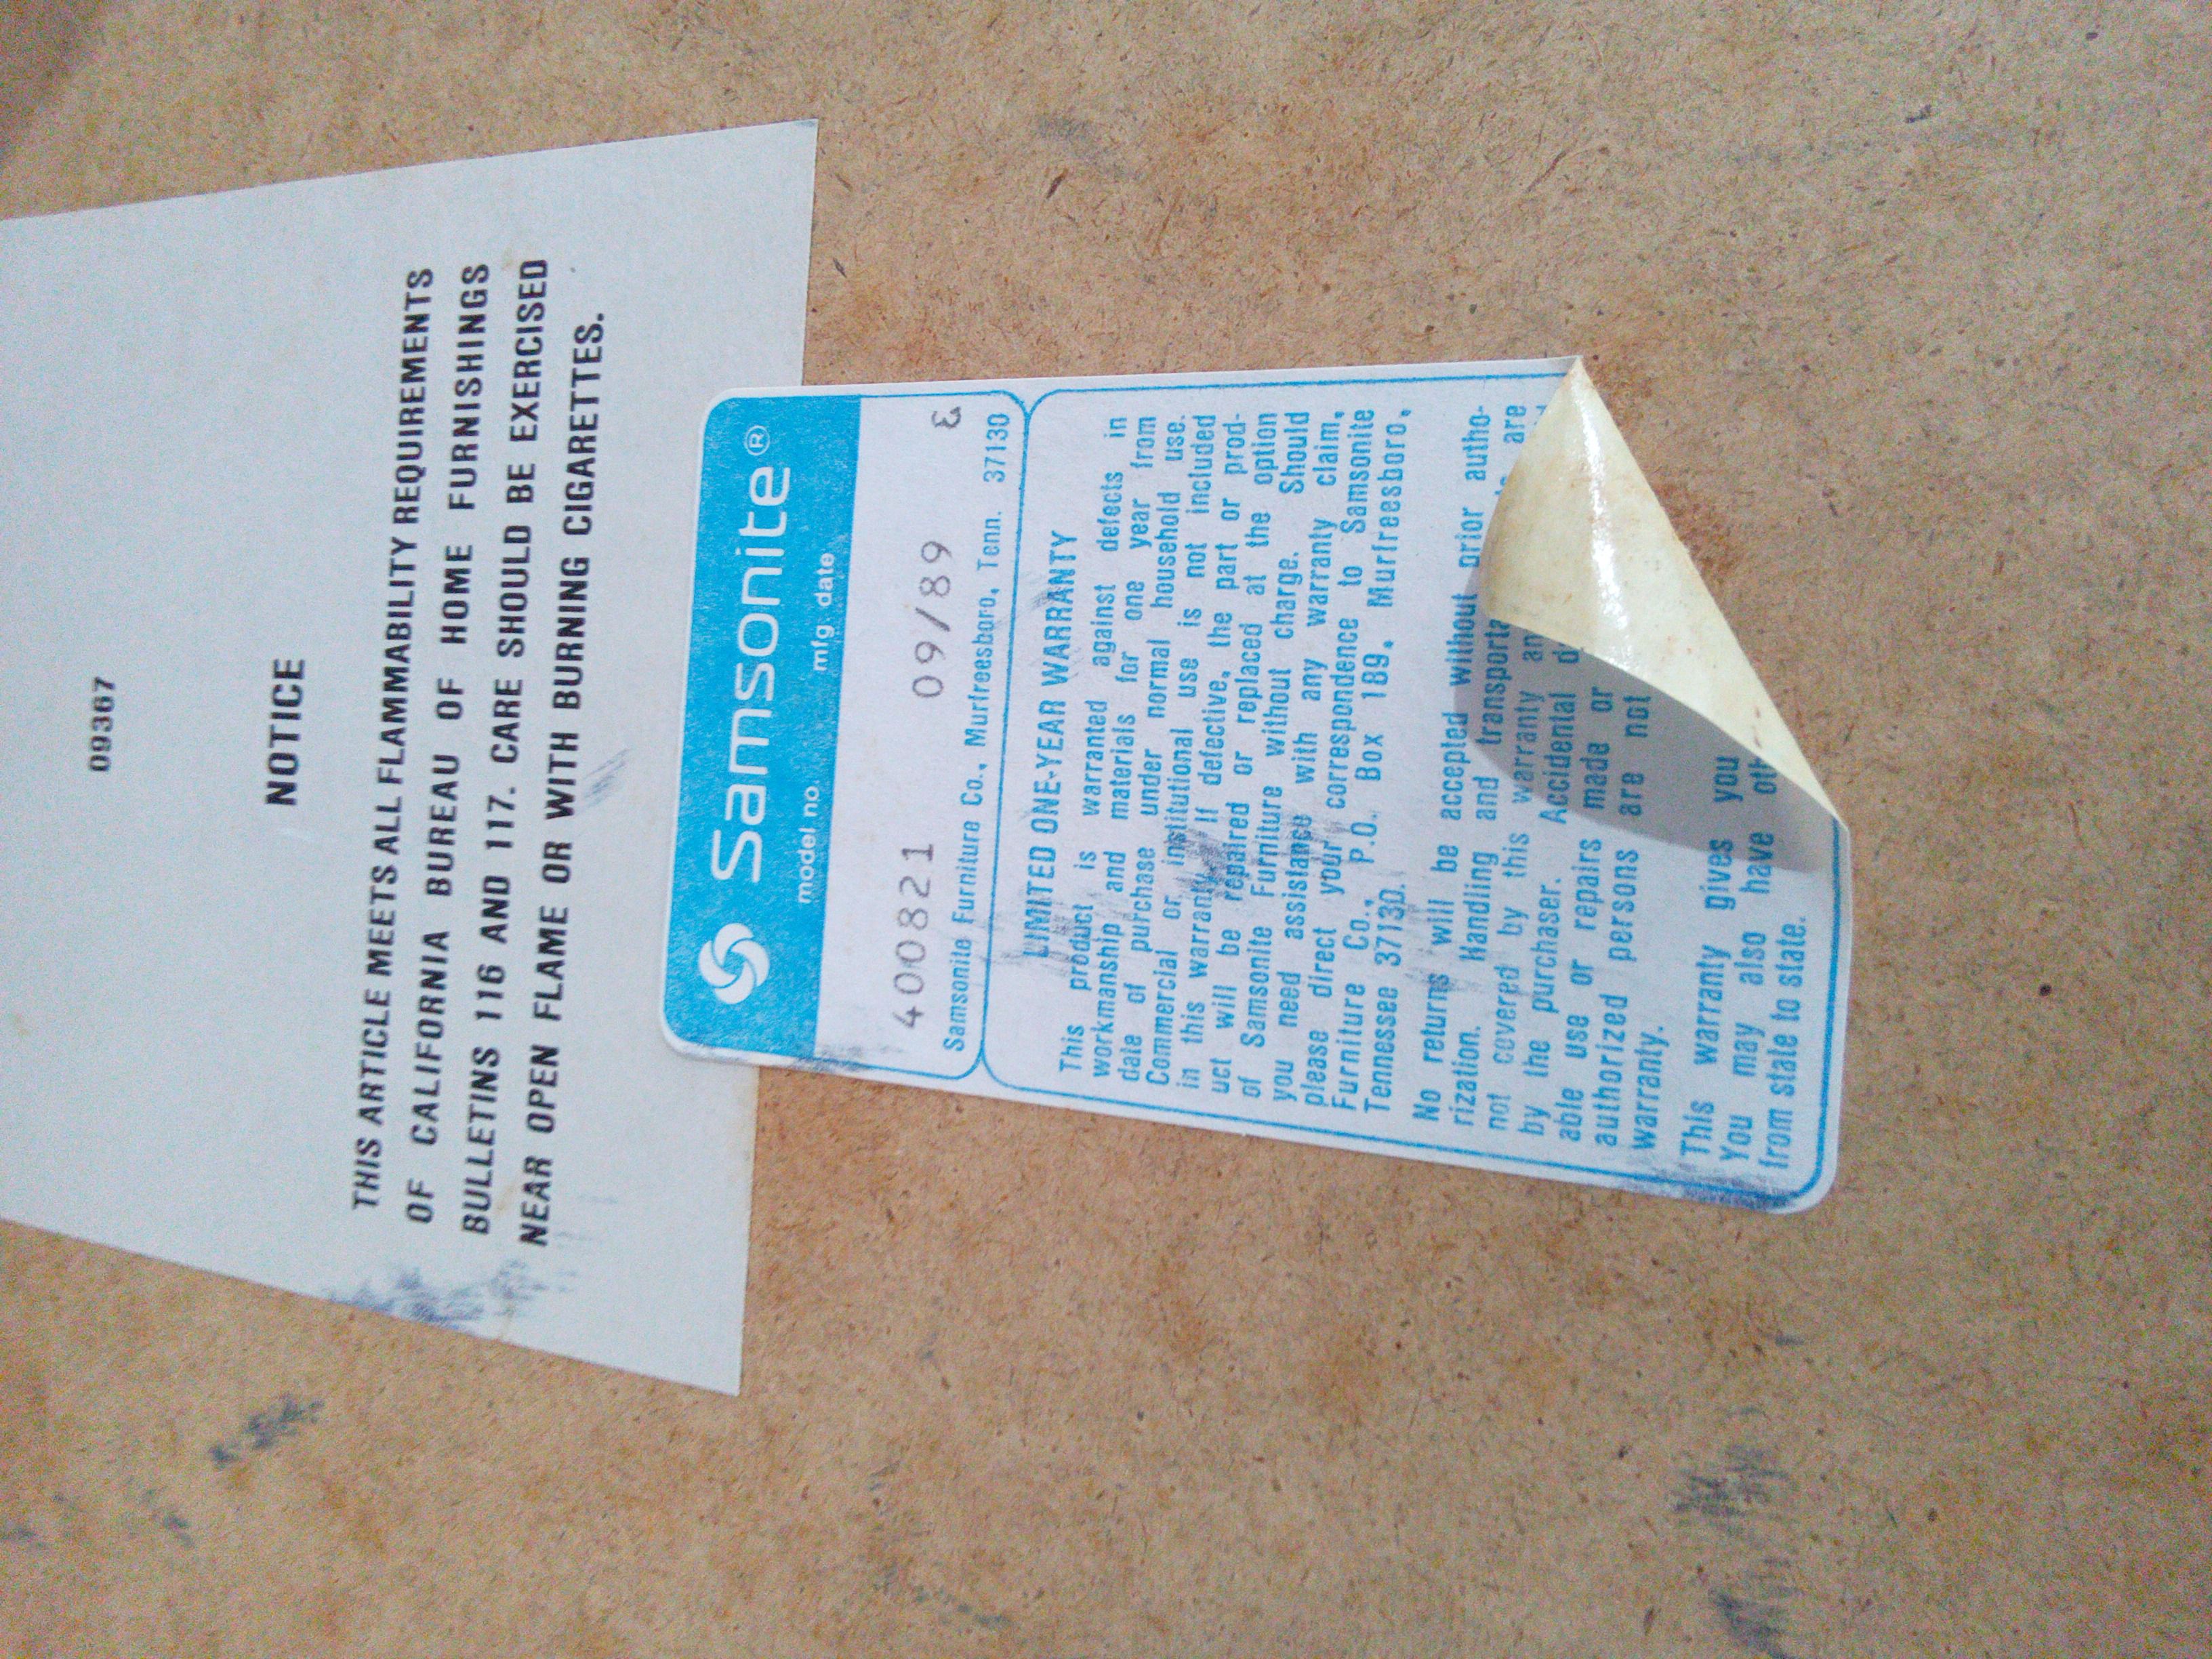 09367
NOTICE
THIS ARTICLE MEETS ALL FLAMMABILITY REQUIREMENTS
OF CALIFORNIA BUREAU OF HOME FURNISHINGS
BULLETINS 116 AND 117. CARE SHOULD BE EXERCISED
NEAR OPEN FLAME OR WITH BURNING CIGARETTES.
Samsonite®
model no. mfg. date
400821 09/89 3
Samsonite Furniture Co., Murfreesboro, Tenn. 37130
LIMITED ONE-YEAR WARRANTY
This product is warranted against defects in
workmanship and materials for one year from
date of purchase under normal household use.
Commercial or institutional use is not included
in this warranty. If defective, the part or prod-
uct will be repaired or replaced at the option
of Samsonite Furniture without charge. Should
you need assistance with any warranty claim,
please direct your correspondence to Samsonite
Furniture Co., P.O. Box 189, Murfreesboro,
Tennessee 37130.
No returns will be accepted without prior autho-
rization. Handling and are
not covered by this warranty
by the purchaser. Accidental
able use or repairs made or
authorized persons are not
warranty.
This warranty gives you
You may also have
from state to state.